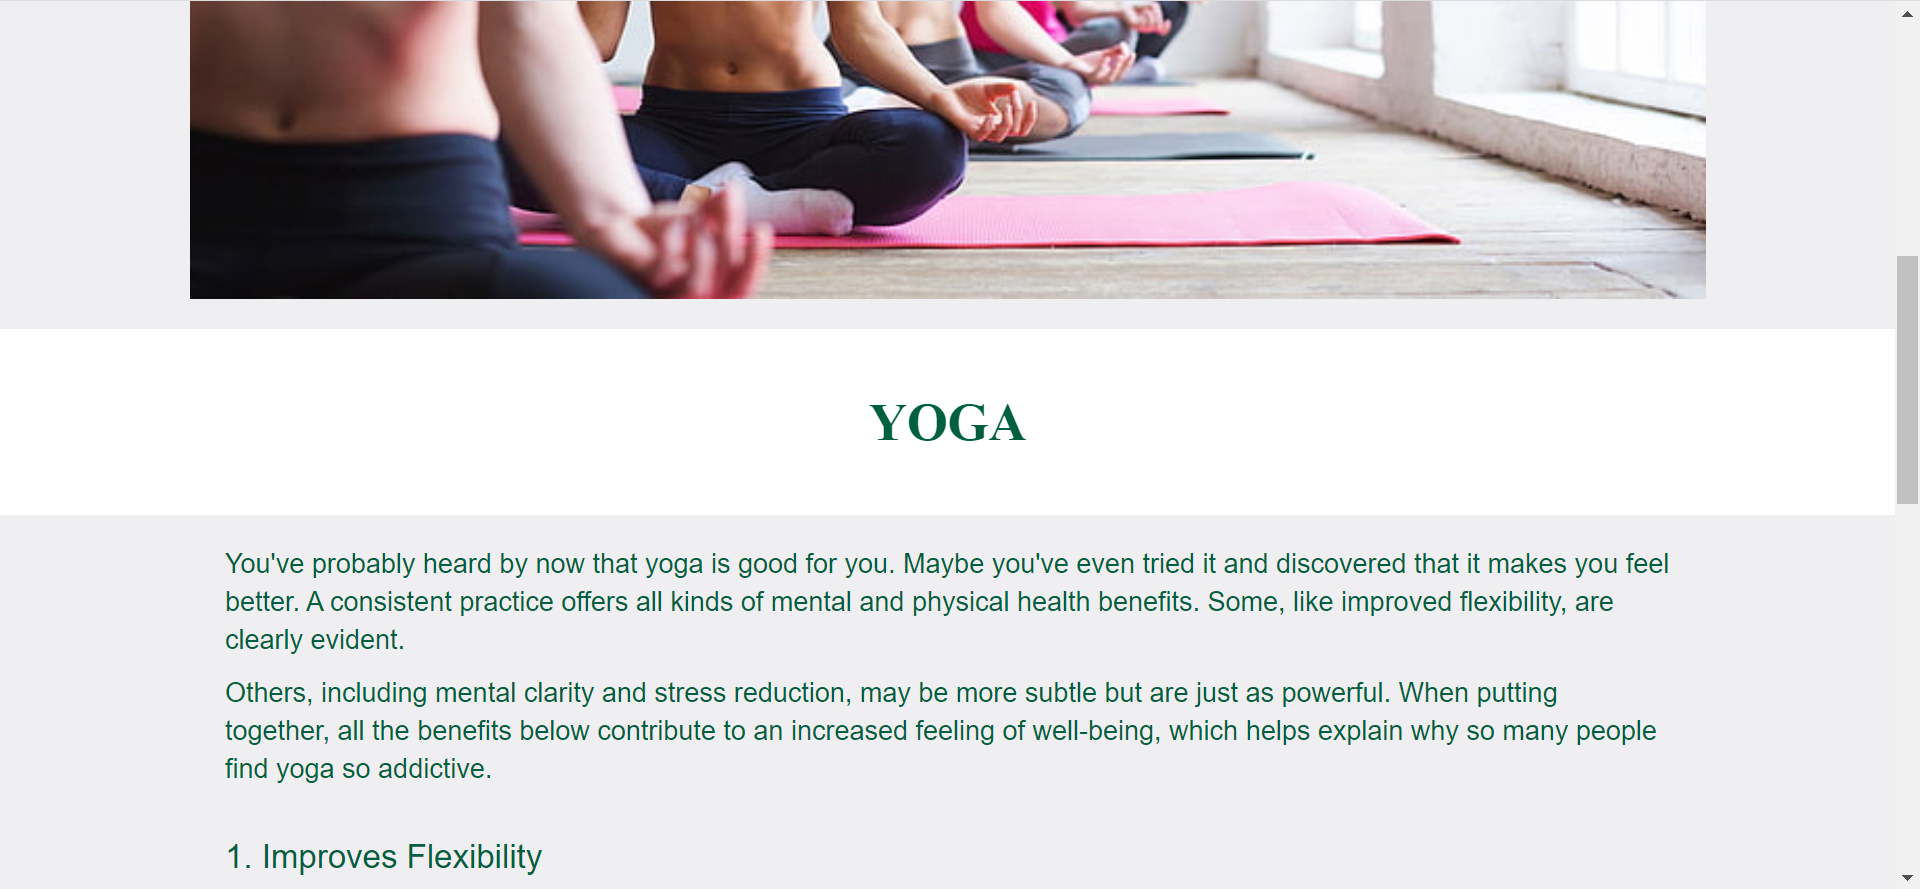 YOGA
You've probably heard by now that yoga is good for you. Maybe you've even tried it and discovered that it makes you feel
better. A consistent practice offers all kinds of mental and physical health benefits. Some, like improved flexibility, are
clearly evident.
Others, including mental clarity and stress reduction, may be more subtle but are just as powerful. When putting
together, all the benefits below contribute to an increased feeling of well-being, which helps explain why so many people
find yoga so addictive.
1. Improves Flexibility